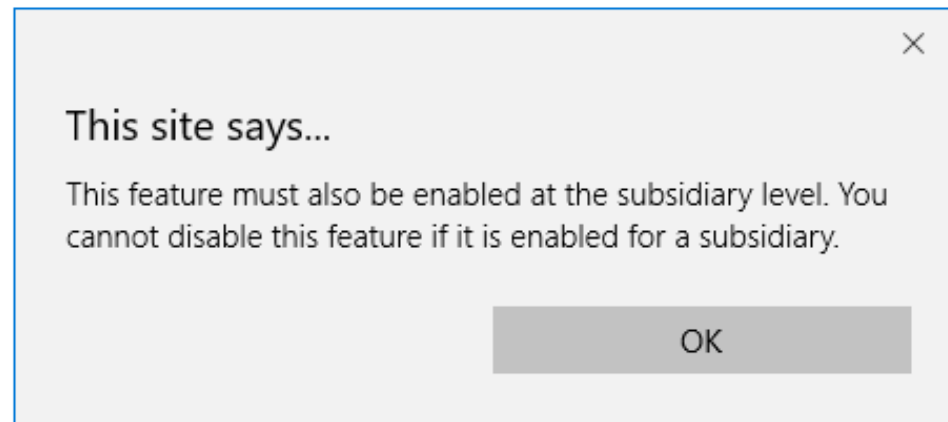 This site says...
This feature must also be enabled at the subsidiary level. You
cannot disable this feature if it is enabled for a subsidiary.
OK